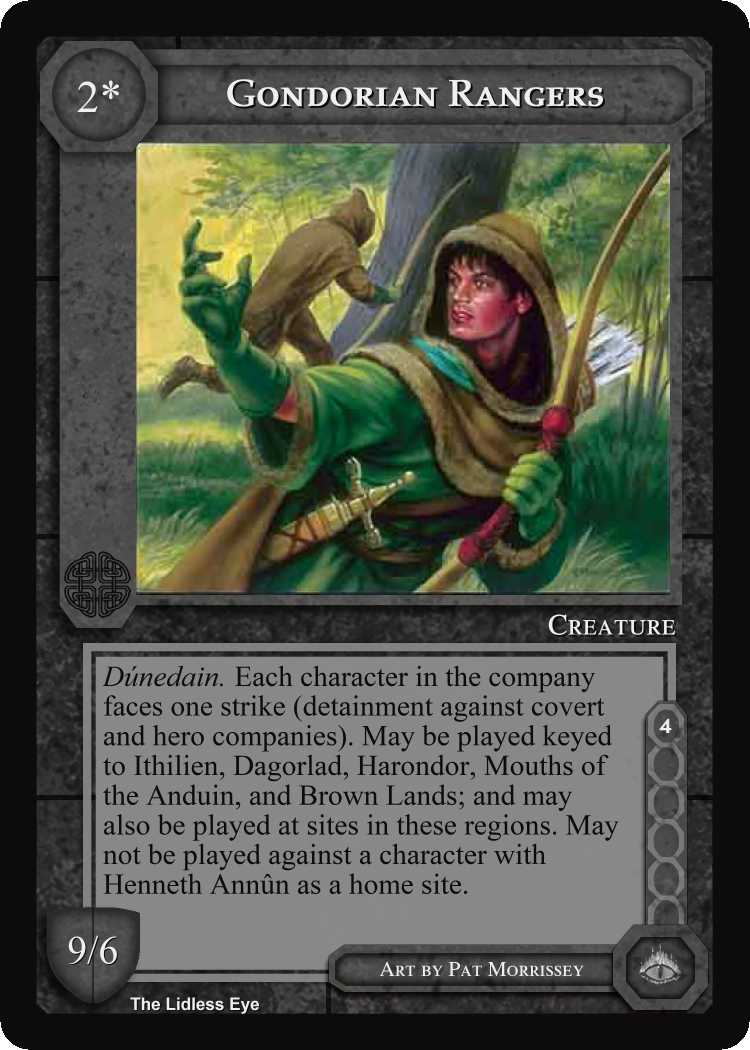 2*
Gondorian Rangers
Creature
Dúnedain. Each character in the company
faces one strike (detainment against covert
and hero companies). May be played keyed
to Ithilien, Dagorlad, Harondor, Mouths of
the Anduin, and Brown Lands; and may
also be played at sites in these regions. May
not be played against a character with
Henneth Annûn as a home site.
4
9/6
Art by Pat Morrissey
The Lidless Eye